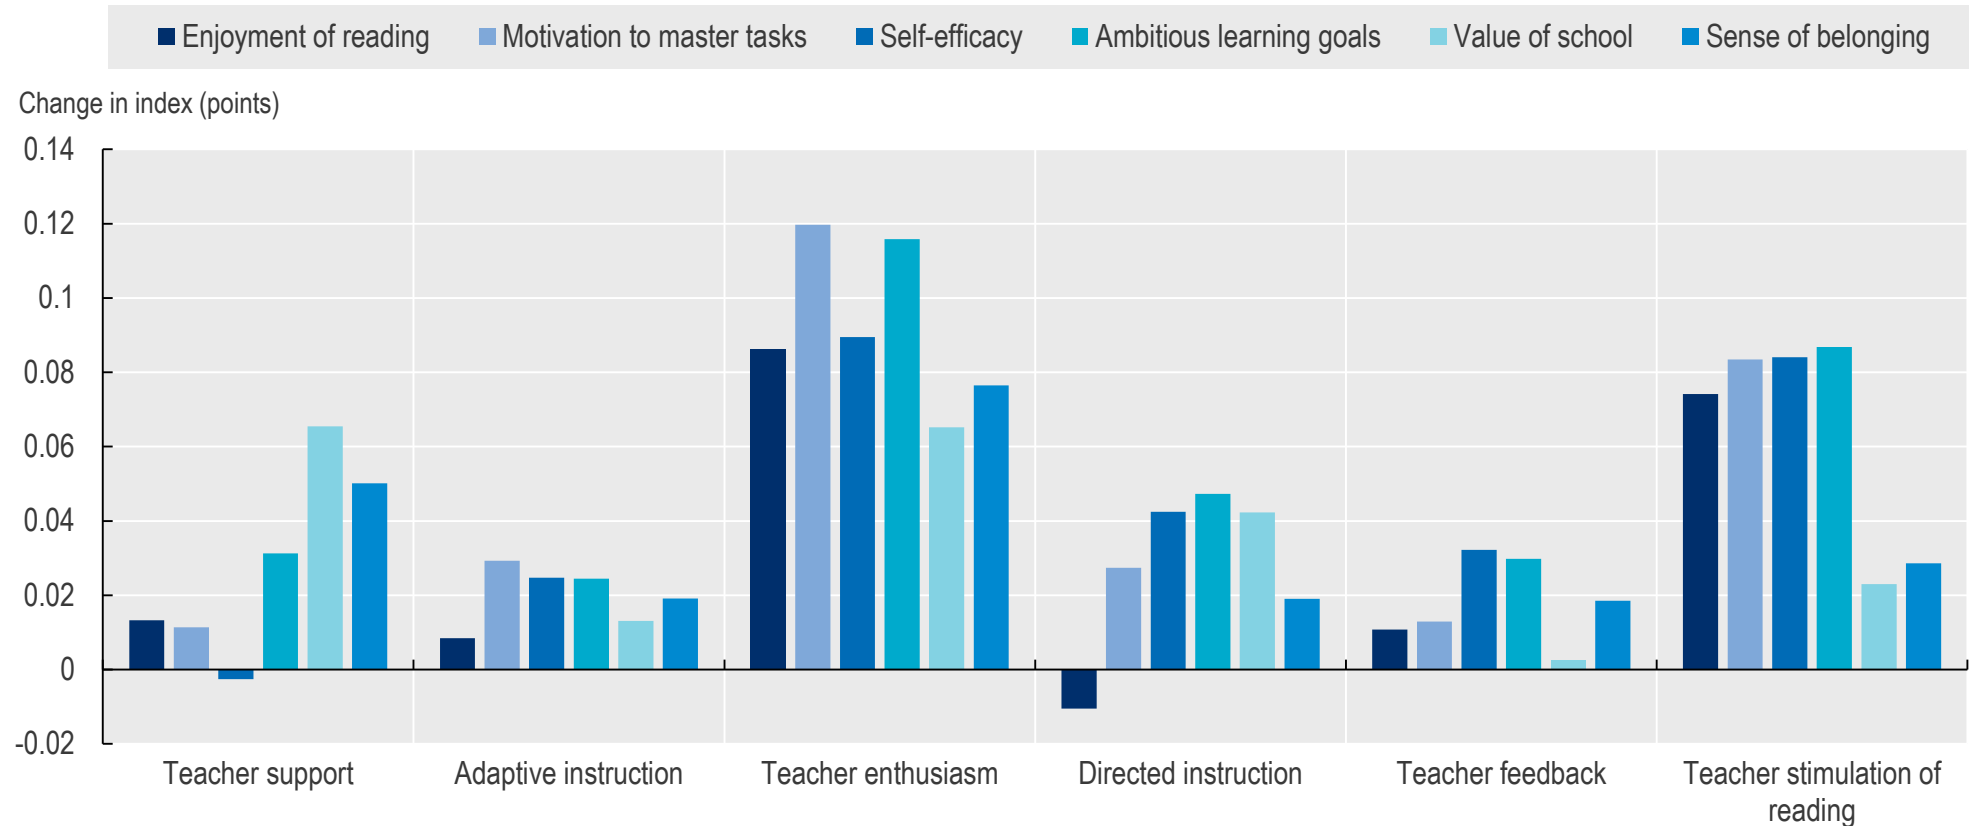 Enjoyment of reading Motivation to master tasks Self-efficacy Ambitious learning goals Value of school Sense of belonging
Change in index (points)
0.14
0.12
0.1
0.08
0.06
0.04
0.02
0
-0.02
Teacher support Adaptive instruction Teacher enthusiasm Directed instruction Teacher feedback Teacher stimulation of
reading